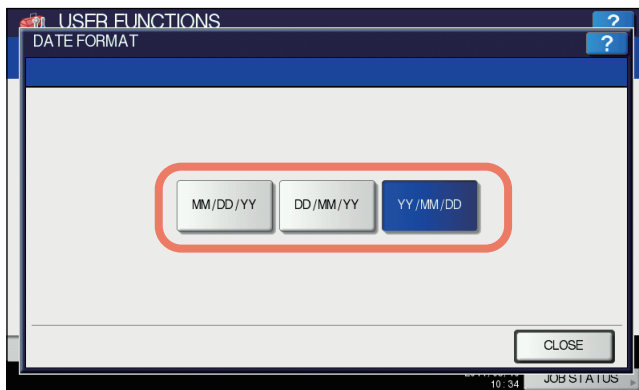 USER FUNCTIONS ?
DATE FORMAT ?
MM/DD/YY DD/MM/YY YY/MM/DD
CLOSE
10:34 JOB STATUS